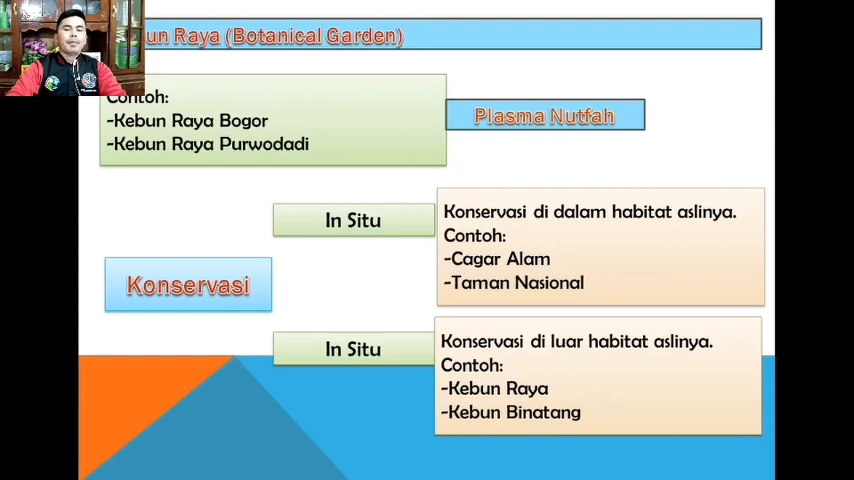 un Raya (Botanical Garden)
Contoh:
-Kebun Raya Bogor
-Kebun Raya Purwodadi
Plasma Nutfah
In Situ
Konservasi di dalam habitat aslinya.
Contoh:
-Cagar Alam
-Taman Nasional
Konservasi
In Situ
Konservasi di luar habitat aslinya.
Contoh:
-Kebun Raya
-Kebun Binatang